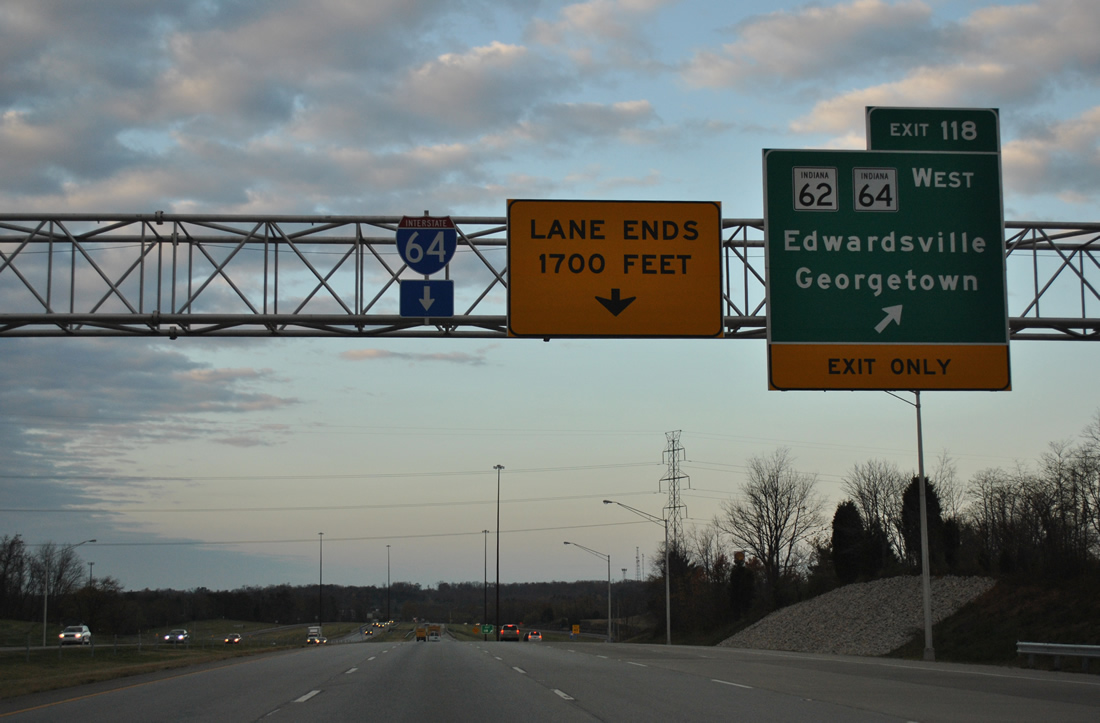 INTERSTATE
64
LANE ENDS
1700 FEET
EXIT 118
INDIANA
62
INDIANA
64
WEST
Edwardsville
Georgetown
EXIT ONLY